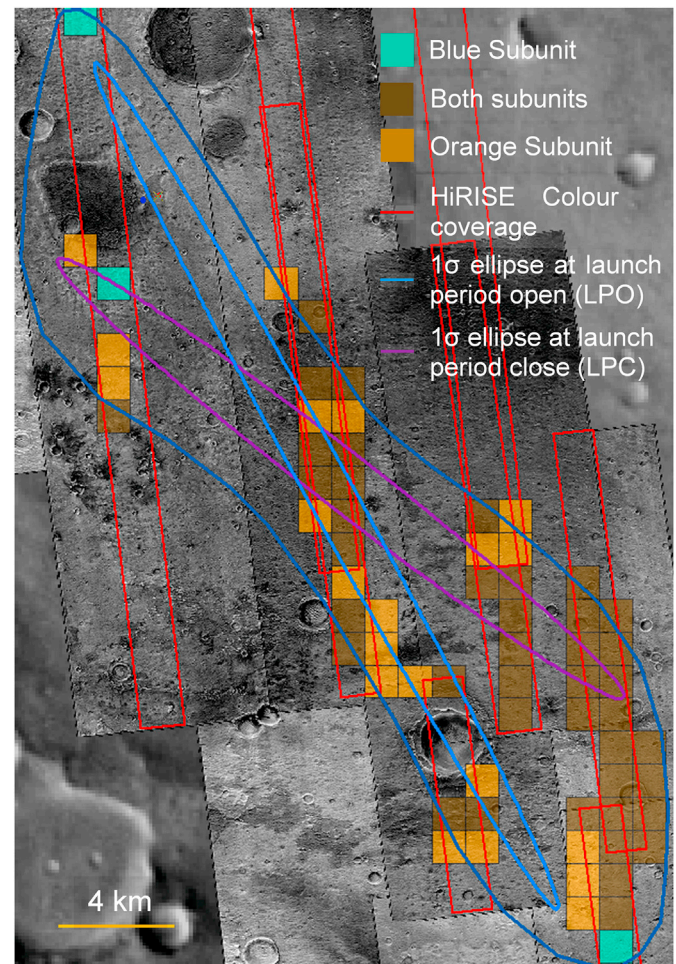 Blue Subunit
Both subunits
Orange Subunit
HiRISE Colour
coverage
1σ ellipse at launch
period open (LPO)
1σ ellipse at launch
period close (LPC)
4 km